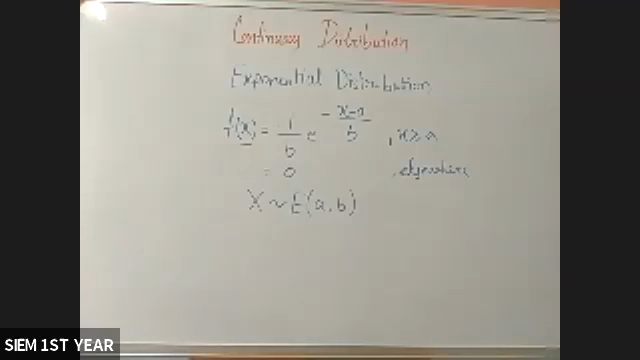 Continuous Distribution
Exponential Distribution
f(x) = 1/b e^{-(x-a)/b} , x ≥ a
= 0 , elsewhere
X ~ E(a, b)
SIEM 1ST YEAR